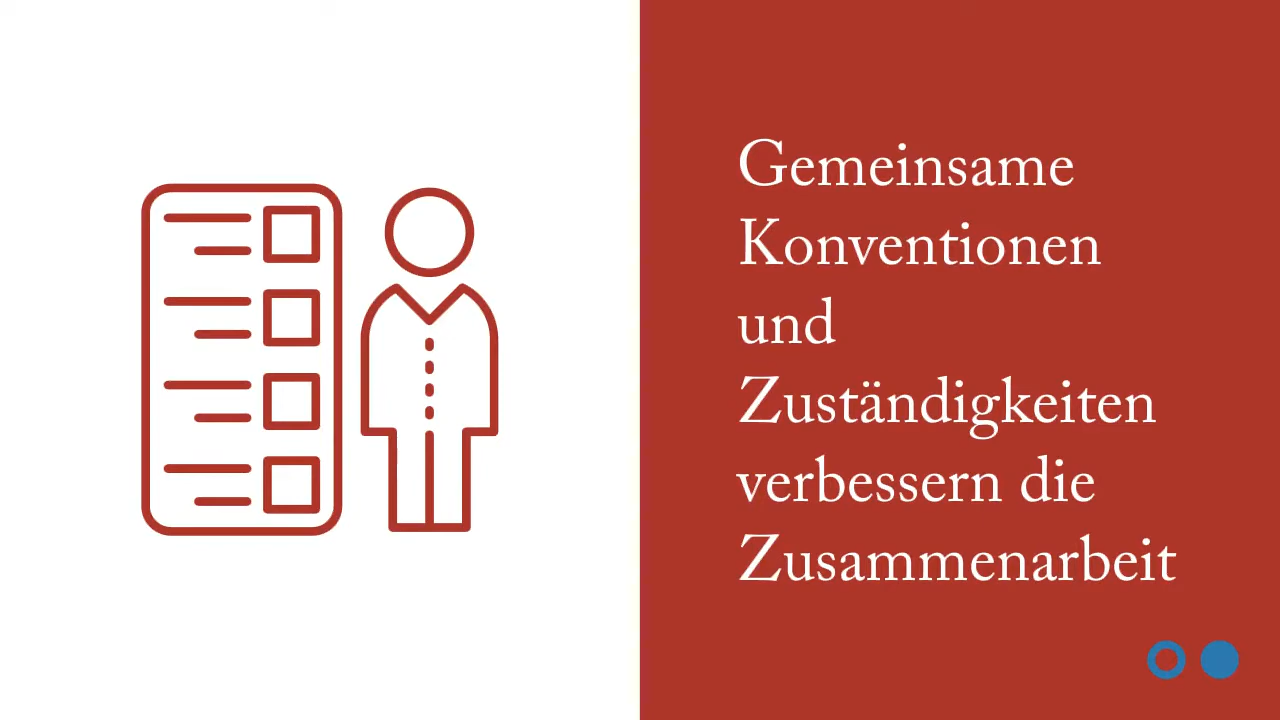 Gemeinsame
Konventionen
und
Zuständigkeiten
verbessern die
Zusammenarbeit